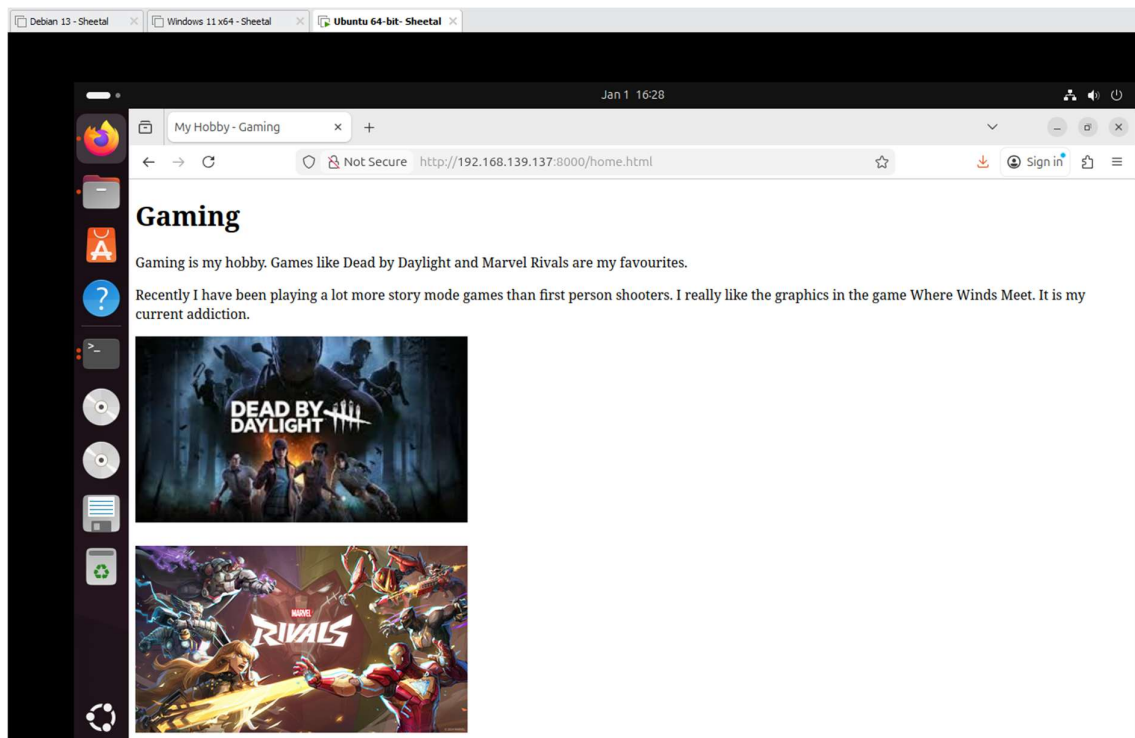 Debian 13 - Sheetal
Windows 11 x64 - Sheetal
Ubuntu 64-bit- Sheetal
Jan 1 16:28
My Hobby - Gaming
Not Secure http://192.168.139.137:8000/home.html
Sign in
Gaming
Gaming is my hobby. Games like Dead by Daylight and Marvel Rivals are my favourites.
Recently I have been playing a lot more story mode games than first person shooters. I really like the graphics in the game Where Winds Meet. It is my
current addiction.
DEAD BY
DAYLIGHT
MARVEL
RIVALS